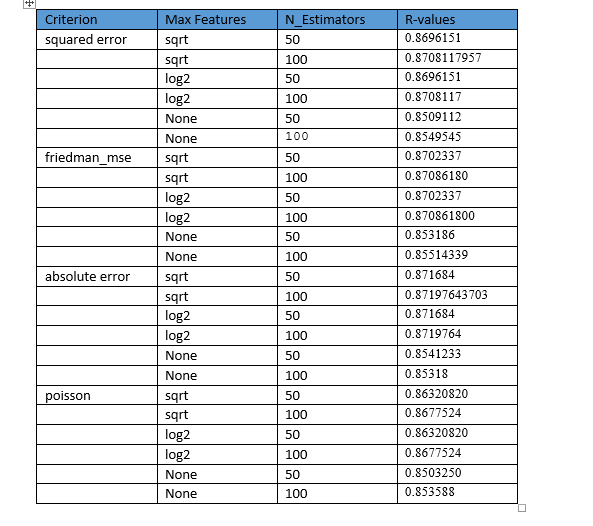 Criterion Max Features N_Estimators R-values
squared error sqrt 50 0.8696151
sqrt 100 0.8708117957
log2 50 0.8696151
log2 100 0.8708117
None 50 0.8509112
None 100 0.8549545
friedman_mse sqrt 50 0.8702337
sqrt 100 0.87086180
log2 50 0.8702337
log2 100 0.870861800
None 50 0.853186
None 100 0.85514339
absolute error sqrt 50 0.871684
sqrt 100 0.87197643703
log2 50 0.871684
log2 100 0.8719764
None 50 0.8541233
None 100 0.85318
poisson sqrt 50 0.86320820
sqrt 100 0.8677524
log2 50 0.86320820
log2 100 0.8677524
None 50 0.8503250
None 100 0.853588